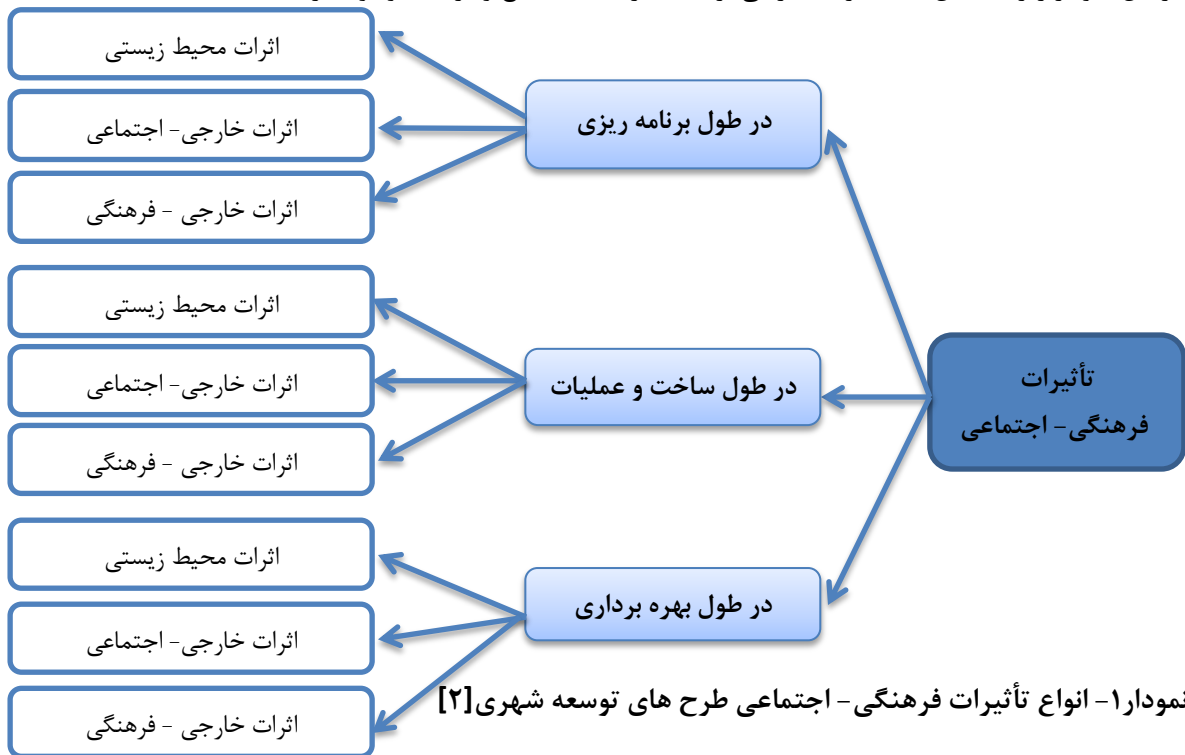 تأثیرات
فرهنگی- اجتماعی
در طول برنامه ریزی
اثرات محیط زیستی
اثرات خارجی- اجتماعی
اثرات خارجی - فرهنگی
در طول ساخت و عملیات
اثرات محیط زیستی
اثرات خارجی- اجتماعی
اثرات خارجی - فرهنگی
در طول بهره برداری
اثرات محیط زیستی
اثرات خارجی- اجتماعی
اثرات خارجی - فرهنگی
نمودار۱- انواع تأثیرات فرهنگی- اجتماعی طرح های توسعه شهری[۲]